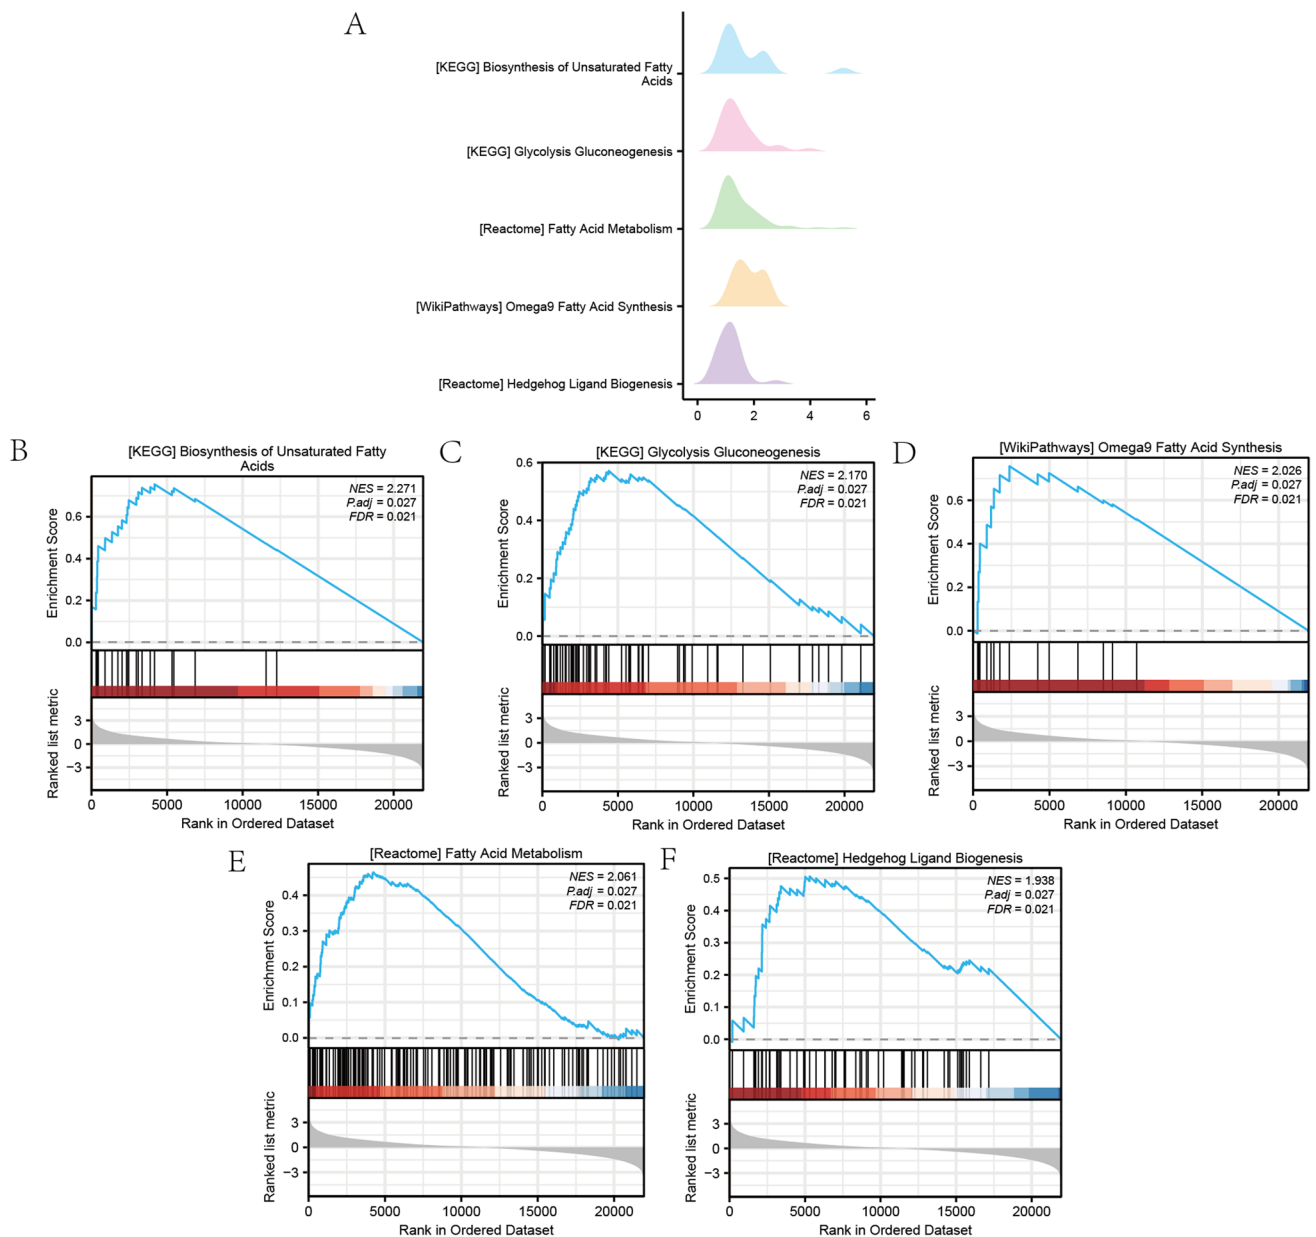 A
[KEGG] Biosynthesis of Unsaturated Fatty
Acids
[KEGG] Glycolysis Gluconeogenesis
[Reactome] Fatty Acid Metabolism
[WikiPathways] Omega9 Fatty Acid Synthesis
[Reactome] Hedgehog Ligand Biogenesis
0 2 4 6
B
[KEGG] Biosynthesis of Unsaturated Fatty
Acids
NES = 2.271
P.adj = 0.027
FDR = 0.021
Enrichment Score
0.6
0.4
0.2
0.0
Ranked list metric
3
0
−3
0 5000 10000 15000 20000
Rank in Ordered Dataset
C
[KEGG] Glycolysis Gluconeogenesis
NES = 2.170
P.adj = 0.027
FDR = 0.021
Enrichment Score
0.6
0.4
0.2
0.0
Ranked list metric
3
0
−3
0 5000 10000 15000 20000
Rank in Ordered Dataset
D
[WikiPathways] Omega9 Fatty Acid Synthesis
NES = 2.026
P.adj = 0.027
FDR = 0.021
Enrichment Score
0.6
0.4
0.2
0.0
Ranked list metric
3
0
−3
0 5000 10000 15000 20000
Rank in Ordered Dataset
E
[Reactome] Fatty Acid Metabolism
NES = 2.061
P.adj = 0.027
FDR = 0.021
Enrichment Score
0.4
0.3
0.2
0.1
0.0
Ranked list metric
3
0
−3
0 5000 10000 15000 20000
Rank in Ordered Dataset
F
[Reactome] Hedgehog Ligand Biogenesis
NES = 1.938
P.adj = 0.027
FDR = 0.021
Enrichment Score
0.5
0.4
0.3
0.2
0.1
0.0
Ranked list metric
3
0
−3
0 5000 10000 15000 20000
Rank in Ordered Dataset